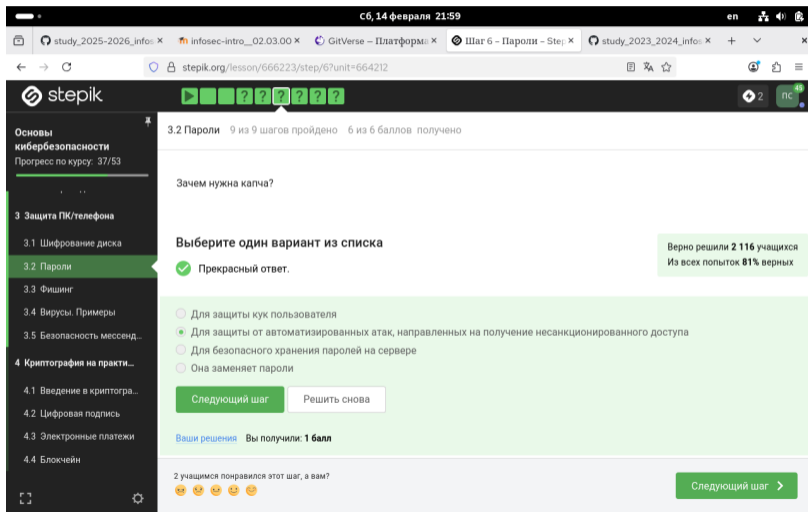 Сб, 14 февраля 21:59
en
study_2025-2026_infos
infosec-intro__02.03.00
GitVerse – Платформа
Шаг 6 – Пароли – Step
study_2023_2024_infos
stepik.org/lesson/666223/step/6?unit=664212
stepik
2
ПС
45
Основы
кибербезопасности
Прогресс по курсу: 37/53
3 Защита ПК/телефона
3.1 Шифрование диска
3.2 Пароли
3.3 Фишинг
3.4 Вирусы. Примеры
3.5 Безопасность мессенд...
4 Криптография на практи...
4.1 Введение в криптогра...
4.2 Цифровая подпись
4.3 Электронные платежи
4.4 Блокчейн
3.2 Пароли 9 из 9 шагов пройдено 6 из 6 баллов получено
Зачем нужна капча?
Выберите один вариант из списка
Прекрасный ответ.
Верно решили 2 116 учащихся
Из всех попыток 81% верных
Для защиты кук пользователя
Для защиты от автоматизированных атак, направленных на получение несанкционированного доступа
Для безопасного хранения паролей на сервере
Она заменяет пароли
Следующий шаг
Решить снова
Ваши решения Вы получили: 1 балл
2 учащимся понравился этот шаг, а вам?
Следующий шаг